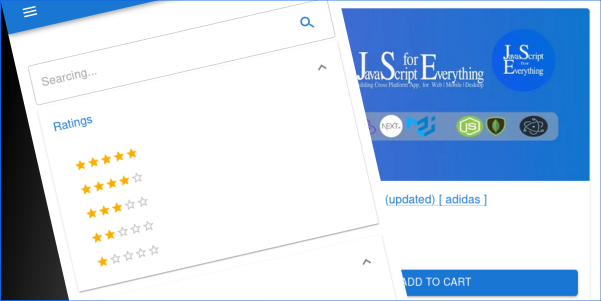 Searcing...
Ratings
JavaScript for Everything
Building Cross Platform App, for Web | Mobile | Desktop
JavaScript
For
Everything
NEXT.
JS
(updated) [ adidas ]
ADD TO CART